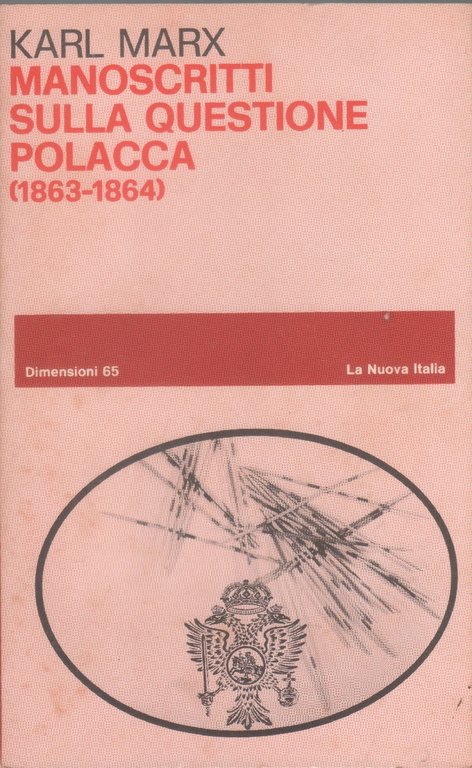 KARL MARX
MANOSCRITTI
SULLA QUESTIONE
POLACCA
(1863-1864)
Dimensioni 65
La Nuova Italia